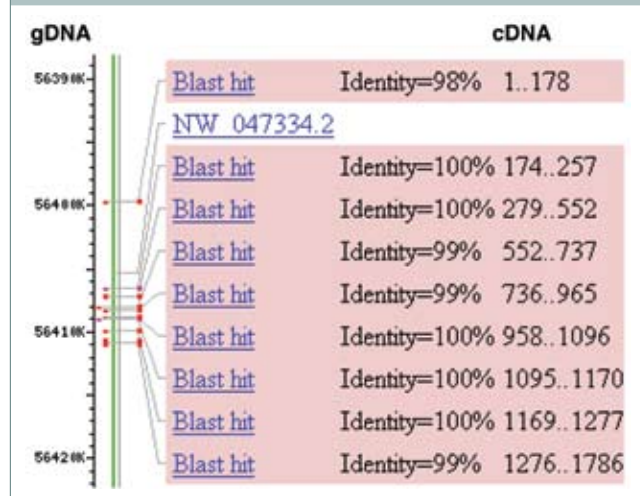 gDNA cDNA
56390K
Blast hit Identity=98% 1..178
NW_047334.2
Blast hit Identity=100% 174..257
56400K
Blast hit Identity=100% 279..552
Blast hit Identity=99% 552..737
Blast hit Identity=99% 736..965
56410K
Blast hit Identity=100% 958..1096
Blast hit Identity=100% 1095..1170
Blast hit Identity=100% 1169..1277
56420K
Blast hit Identity=99% 1276..1786